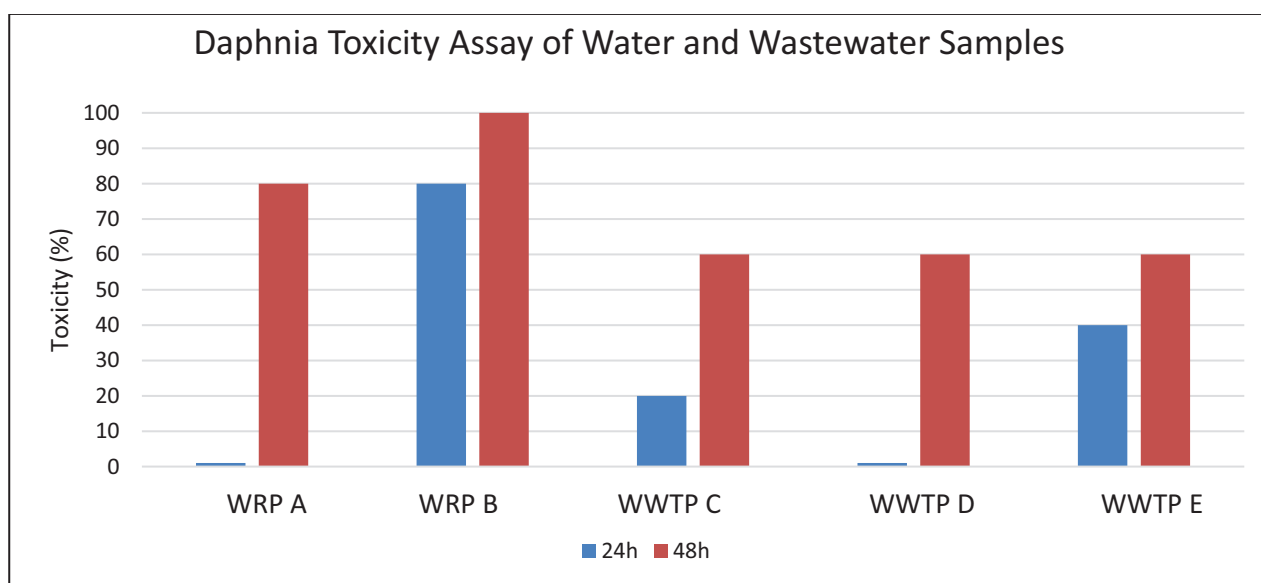 Daphnia Toxicity Assay of Water and Wastewater Samples
Toxicity (%)
100
90
80
70
60
50
40
30
20
10
0
WRP A WRP B WWTP C WWTP D WWTP E
24h 48h